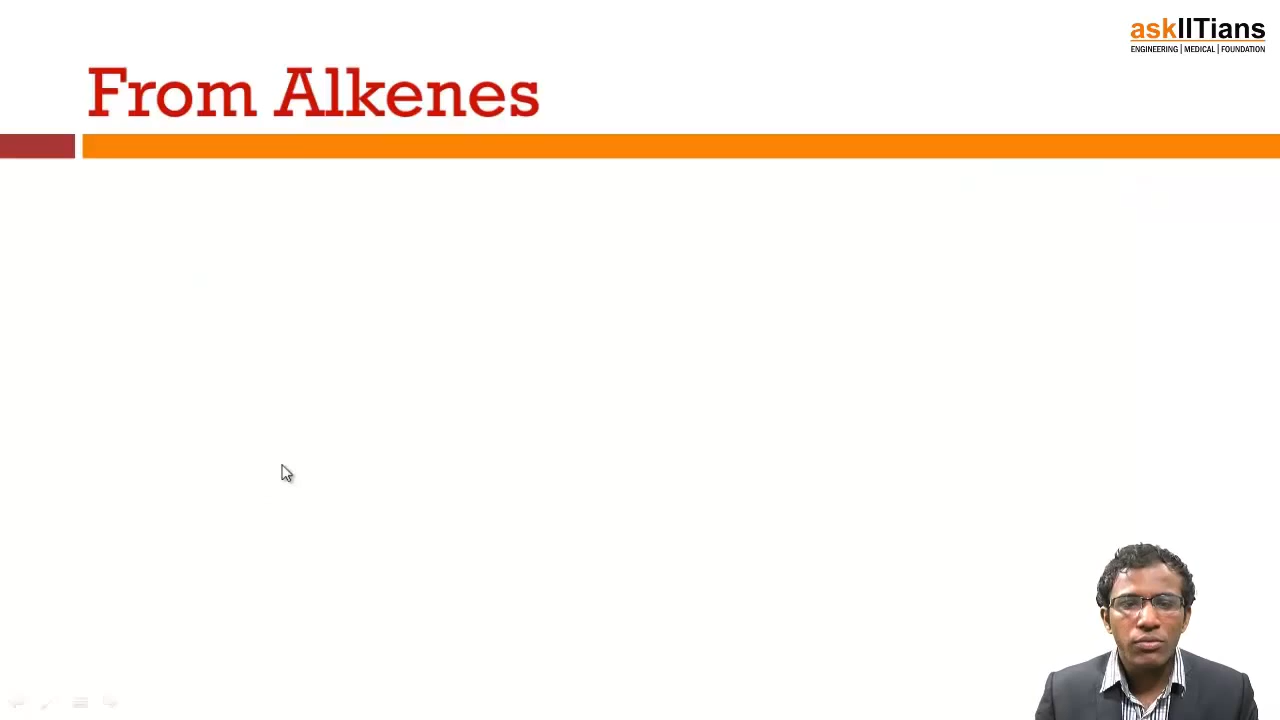 askIITians
ENGINEERING | MEDICAL | FOUNDATION
From Alkenes